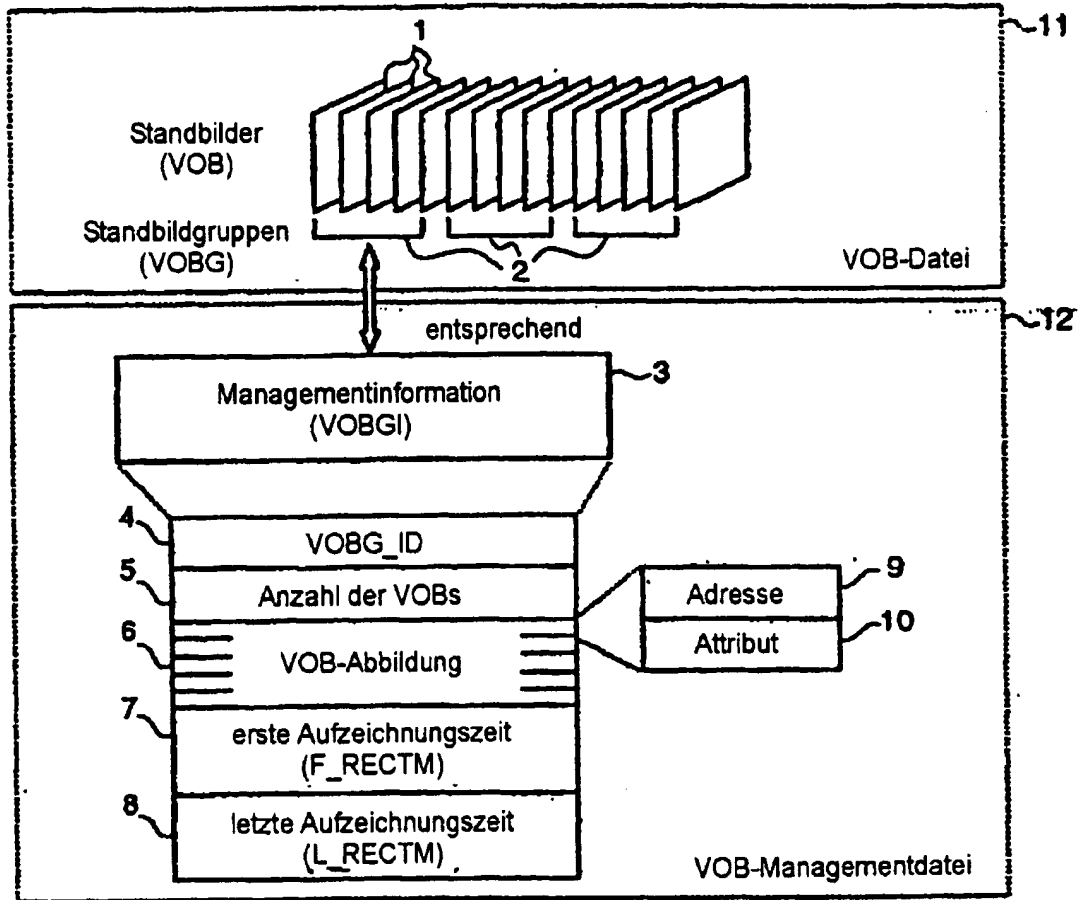 1
11
Standbilder
(VOB)
Standbildgruppen
(VOBG)
2
VOB-Datei
12
entsprechend
3
Managementinformation
(VOBGI)
4
VOBG_ID
5
Anzahl der VOBs
9
Adresse
6
VOB-Abbildung
10
Attribut
7
erste Aufzeichnungszeit
(F_RECTM)
8
letzte Aufzeichnungszeit
(L_RECTM)
VOB-Managementdatei